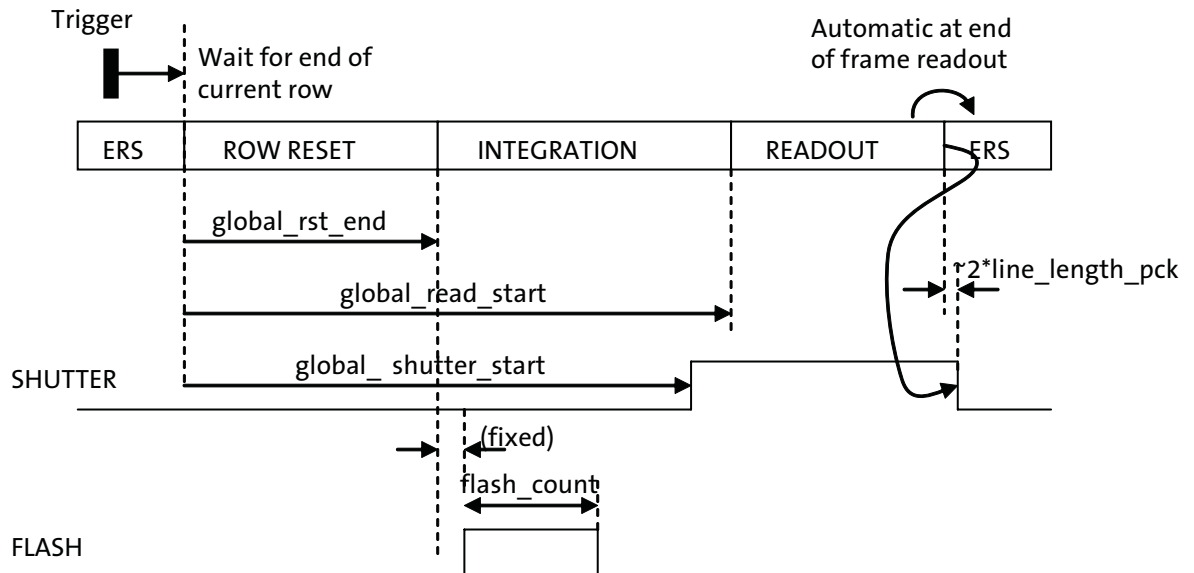 Trigger
Wait for end of
current row
Automatic at end
of frame readout
ERS
ROW RESET
INTEGRATION
READOUT
ERS
global_rst_end
~2*line_length_pck
global_read_start
global_ shutter_start
SHUTTER
(fixed)
flash_count
FLASH